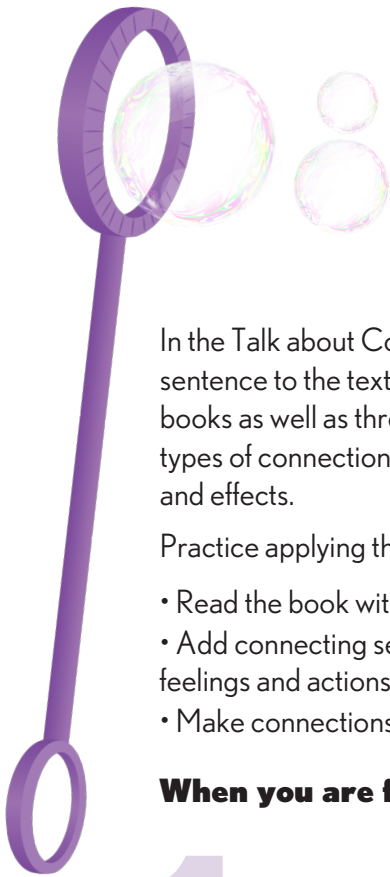 In the Talk about Co
sentence to the text
books as well as thr
types of connection
and effects.
Practice applying th
• Read the book wit
• Add connecting se
feelings and actions
• Make connections
When you are f